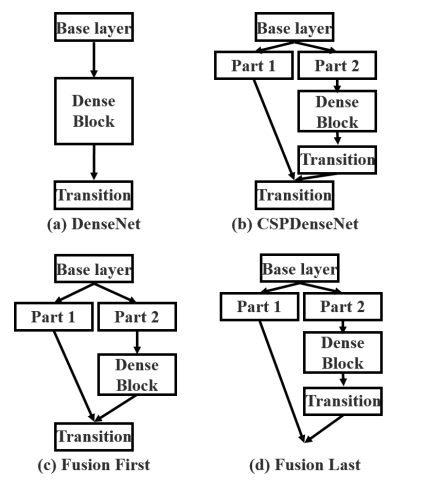 Base layer
Dense
Block
Transition
(a) DenseNet
Base layer
Part 1
Part 2
Dense
Block
Transition
Transition
(b) CSPDenseNet
Base layer
Part 1
Part 2
Dense
Block
Transition
(c) Fusion First
Base layer
Part 1
Part 2
Dense
Block
Transition
(d) Fusion Last